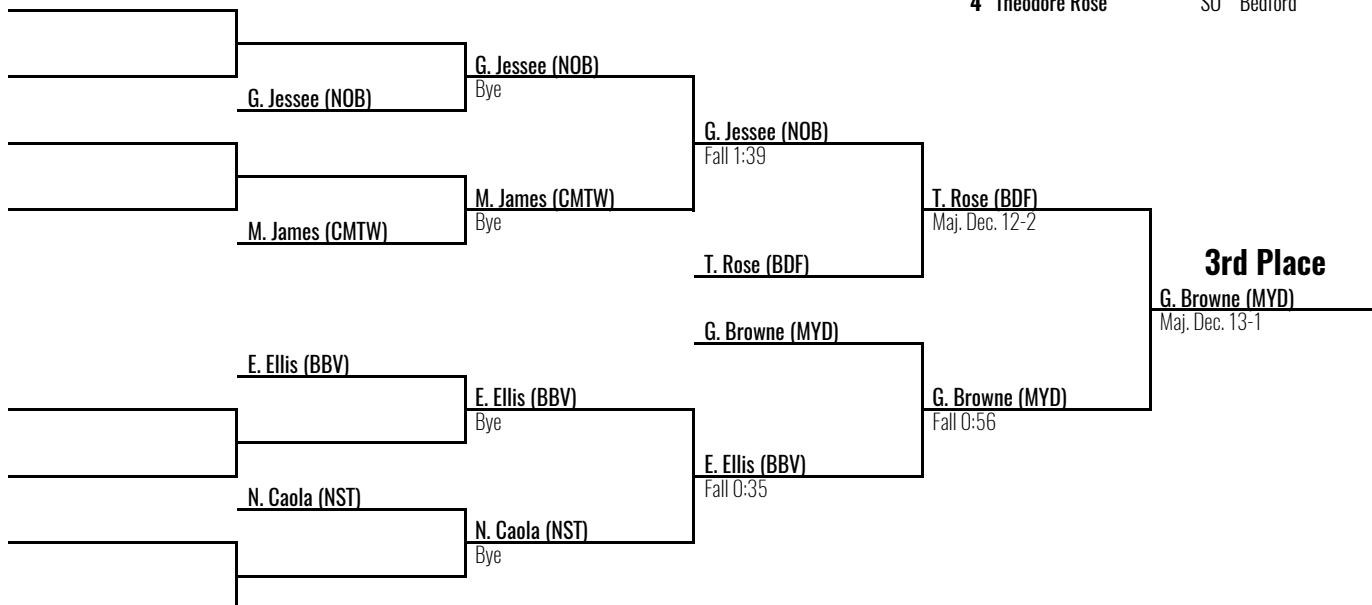 4 Theodore Rose SO Bedford
G. Jessee (NOB)
Bye
G. Jessee (NOB)
G. Jessee (NOB)
Fall 1:39
M. James (CMTW)
Bye
T. Rose (BDF)
Maj. Dec. 12-2
M. James (CMTW)
3rd Place
T. Rose (BDF)
G. Browne (MYD)
Maj. Dec. 13-1
G. Browne (MYD)
E. Ellis (BBV)
E. Ellis (BBV)
Bye
G. Browne (MYD)
Fall 0:56
E. Ellis (BBV)
Fall 0:35
N. Caola (NST)
N. Caola (NST)
Bye